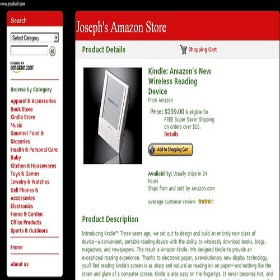 Search
Select Category
POWERED BY
amazon.com
Browse by Category
Apparel & Accessories
Book Store
Kindle Store
Music
Gourmet Food &
Groceries
Health & Personal Care
Baby
Kitchen & Housewares
Toys & Games
Jewelry & Watches
Cell Phones &
Accessories
Electronics
Home & Garden
Office Products
Sports & Outdoors
Home
About
Contact
Joseph's Amazon Store
Product Details
Shopping Cart
Kindle: Amazon's New
Wireless Reading
Device
From Amazon
Price: $359.00 & eligible for
FREE Super Saver Shipping
on orders over $25.
Details
Add to Shopping Cart
Availability: Usually ships in 24
hours
Ships from and sold by amazon.com
Average customer review:
Product Description
Introducing Kindle™ Three years ago, we set out to design and build an entirely new class of
device—a convenient, portable reading device with the ability to wirelessly download books, blogs,
magazines, and newspapers. The result is Amazon Kindle. We designed Kindle to provide an
exceptional reading experience. Thanks to electronic paper, a revolutionary new display technology,
you'll find reading Kindle's screen is as sharp and natural as reading ink on paper—and nothing like the
strain and glare of a computer screen. Kindle is also easy on the fingertips. It never becomes hot, and